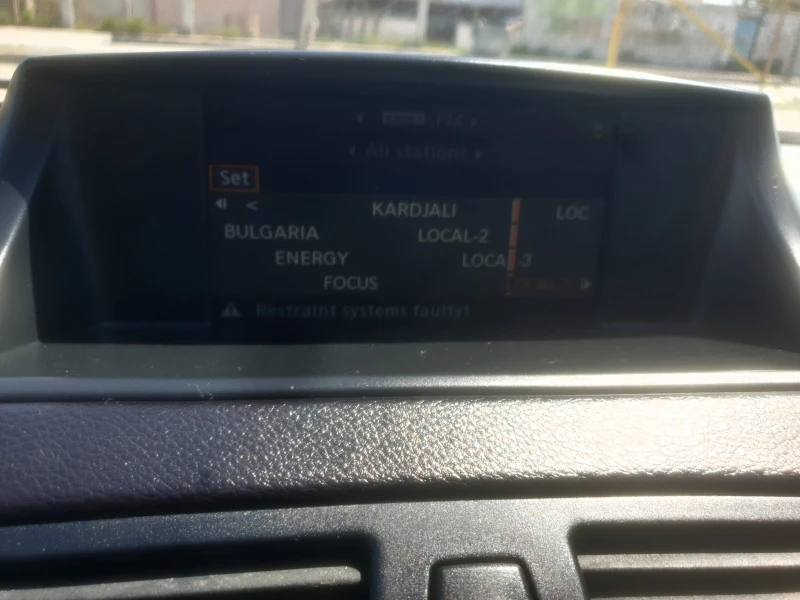 FM
All stations
Set
< KARDJALI LOC
BULGARIA LOCAL-2
ENERGY LOCA -3
FOCUS
Restraint systems faulty!